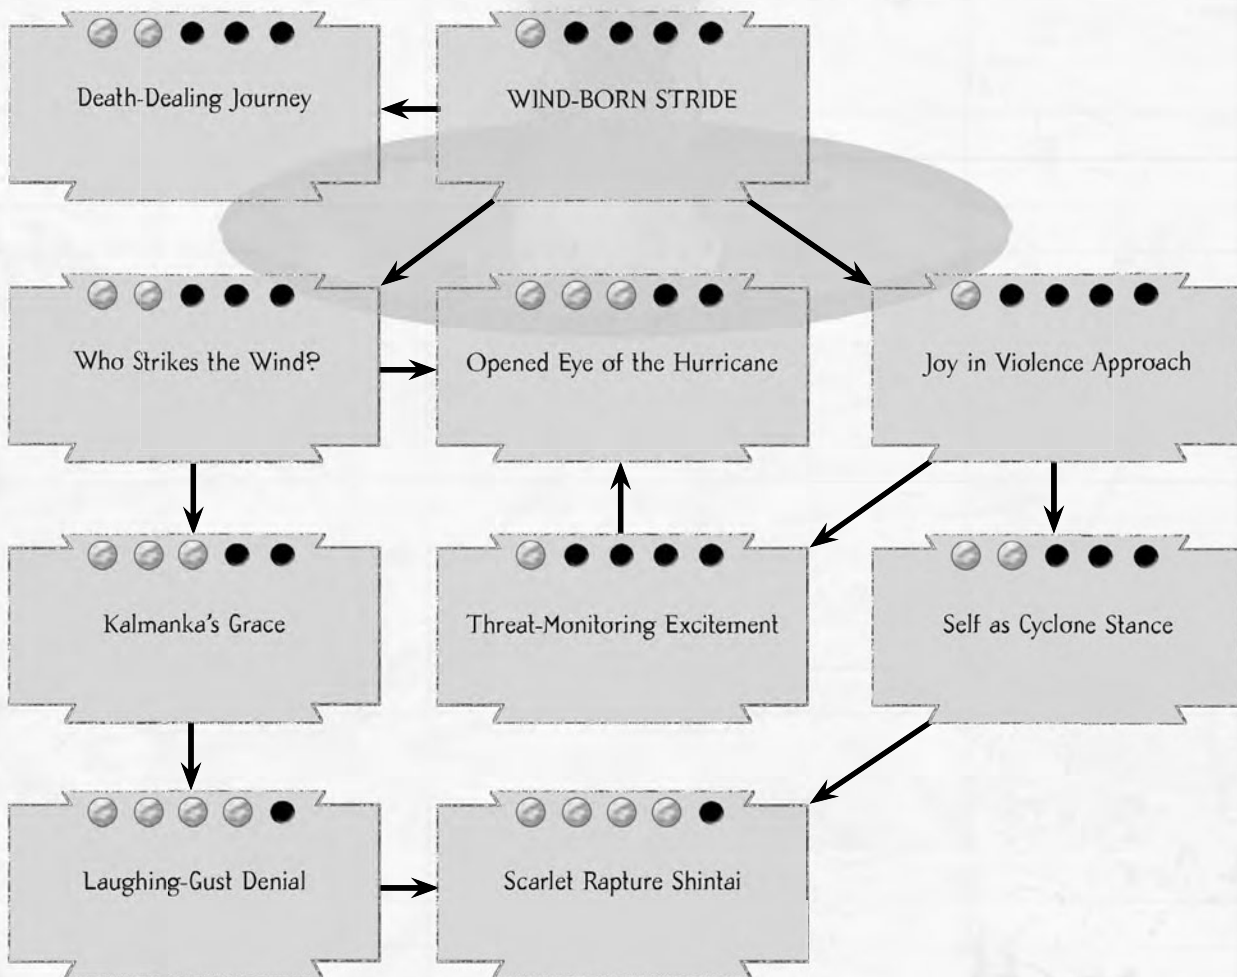 Death-Dealing Journey
WIND-BORN STRIDE
Who Strikes the Wind?
Opened Eye of the Hurricane
Joy in Violence Approach
Kalmanka's Grace
Threat-Monitoring Excitement
Self as Cyclone Stance
Laughing-Gust Denial
Scarlet Rapture Shintai